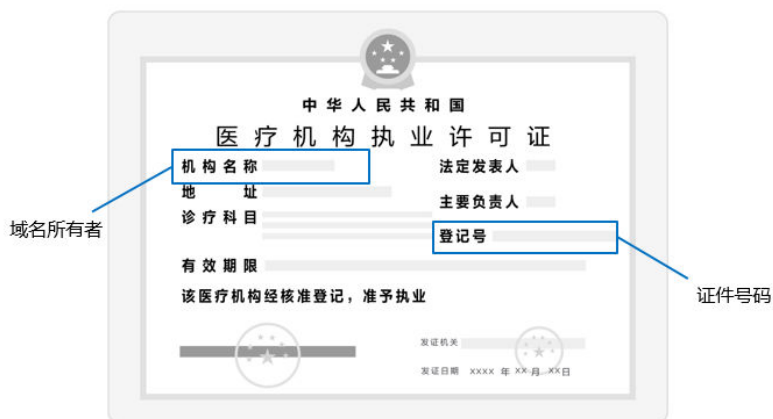 中华人民共和国
医疗机构执业许可证
机构名称
法定发表人
地 址
主要负责人
诊疗科目
登记号
域名所有者
有效期限
证件号码
该医疗机构经核准登记，准予执业
发证机关
发证日期 xxxx 年 xx 月 xx日